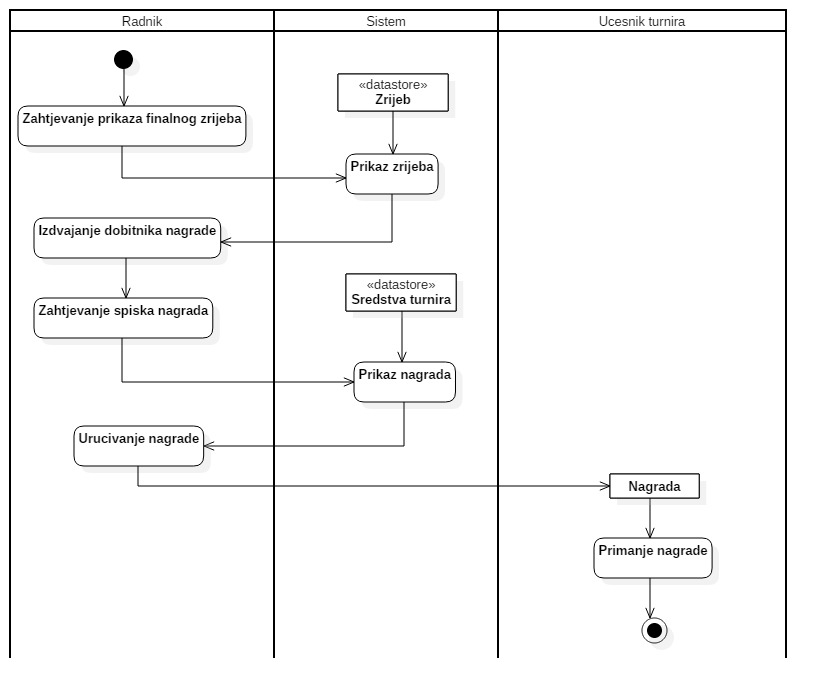 Radnik
Sistem
Ucesnik turnira
«datastore»
Zrijeb
Zahtjevanje prikaza finalnog zrijeba
Prikaz zrijeba
Izdvajanje dobitnika nagrade
«datastore»
Sredstva turnira
Zahtjevanje spiska nagrada
Prikaz nagrada
Urucivanje nagrade
Nagrada
Primanje nagrade